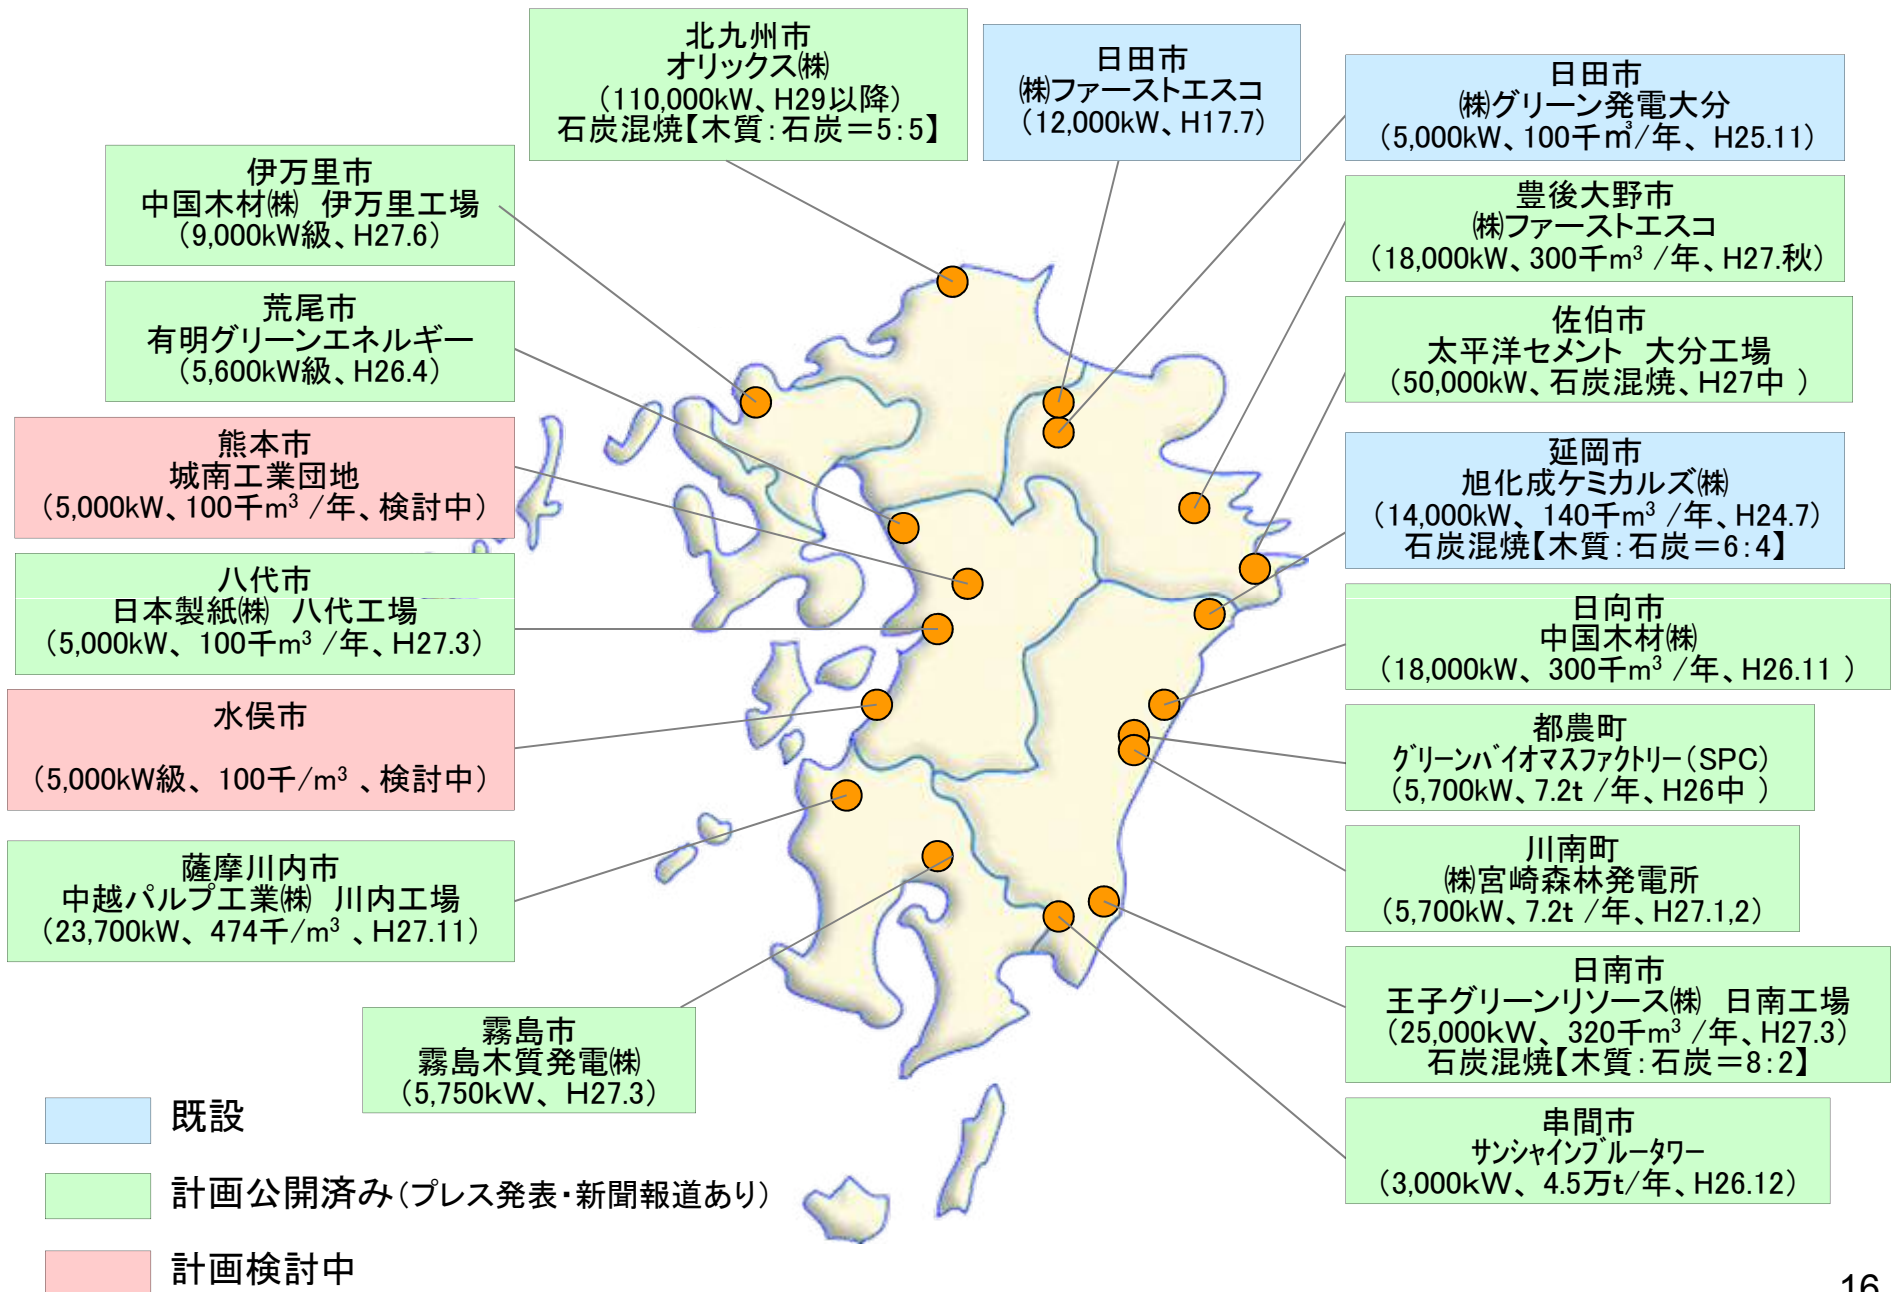 北九州市
オリックス㈱
（110,000kW、H29以降）
石炭混焼【木質：石炭＝5：5】
日田市
㈱ファーストエスコ
（12,000kW、H17.7）
日田市
㈱グリーン発電大分
（5,000kW、100千㎥/年、 H25.11）
伊万里市
中国木材㈱　伊万里工場
（9,000kW級、H27.6）
豊後大野市
㈱ファーストエスコ
（18,000kW、300千m³ /年、H27.秋）
荒尾市
有明グリーンエネルギー
（5,600kW級、H26.4）
佐伯市
太平洋セメント　大分工場
（50,000kW、石炭混焼、H27中 ）
熊本市
城南工業団地
（5,000kW、100千m³ /年、検討中）
延岡市
旭化成ケミカルズ㈱
（14,000kW、 140千m³ /年、H24.7）
石炭混焼【木質：石炭＝6：4】
八代市
日本製紙㈱　八代工場
（5,000kW、 100千m³ /年、H27.3）
日向市
中国木材㈱
（18,000kW、 300千m³ /年、H26.11 ）
水俣市
（5,000kW級、 100千/m³ 、検討中）
都農町
ｸﾞﾘｰﾝﾊﾞｲｵﾏｽﾌｧｸﾄﾘｰ（SPC）
（5,700kW、7.2t /年、H26中 ）
薩摩川内市
中越パルプ工業㈱　川内工場
（23,700kW、 474千/m³ 、H27.11）
川南町
㈱宮崎森林発電所
（5,700kW、7.2t /年、H27.1,2）
日南市
王子グリーンリソース㈱　日南工場
（25,000kW、 320千m³ /年、H27.3）
石炭混焼【木質：石炭＝8：2】
霧島市
霧島木質発電㈱
（5,750kW、 H27.3）
串間市
ｻﾝｼｬｲﾝﾌﾞﾙｰﾀﾜｰ
（3,000kW、 4.5万t/年、H26.12）
既設
計画公開済み（プレス発表・新聞報道あり）
計画検討中
16